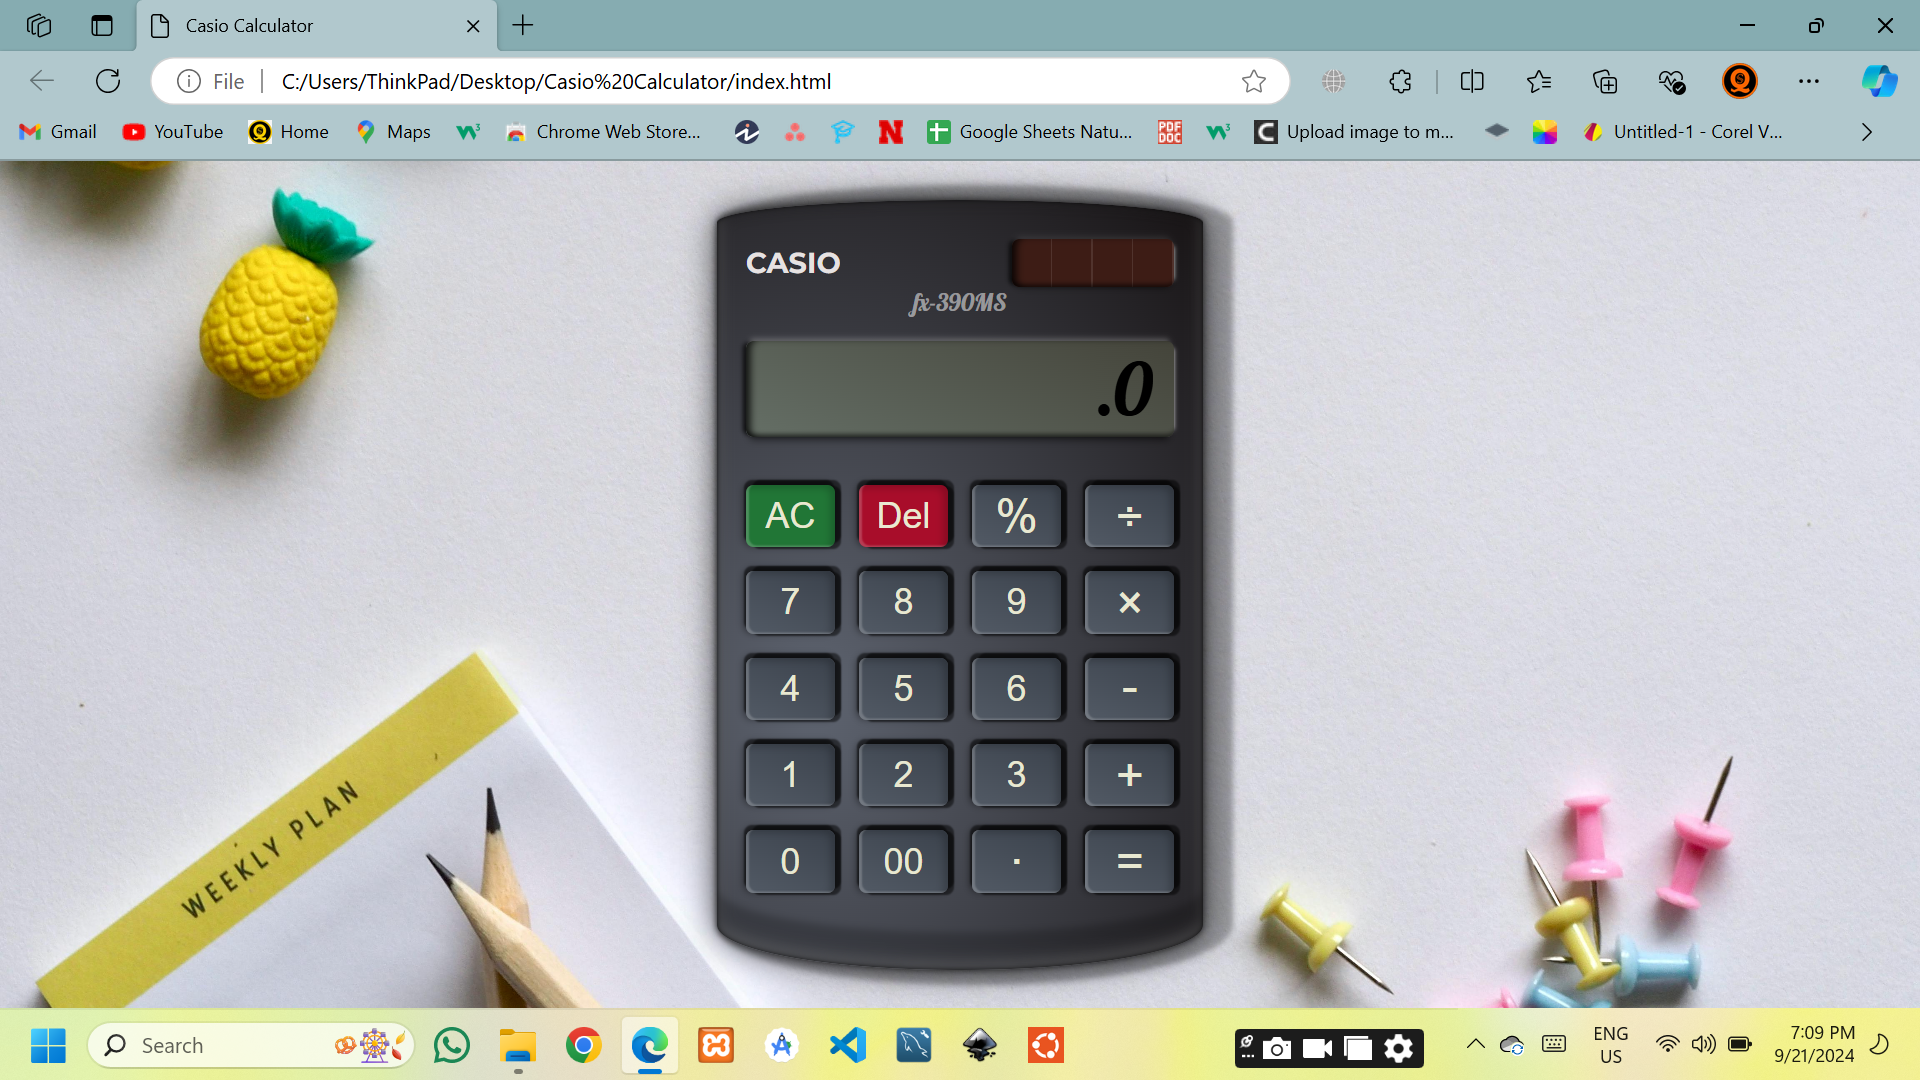 Casio Calculator
File
C:/Users/ThinkPad/Desktop/Casio%20Calculator/index.html
Gmail
YouTube
Home
Maps
Chrome Web Store...
Google Sheets Natu...
PDF
DOC
Upload image to m...
Untitled-1 - Corel V...
CASIO
fx-390MS
.0
AC Del % ÷
7 8 9 ×
4 5 6 -
1 2 3 +
0 00 · =
WEEKLY PLAN
Search
ENG
US
7:09 PM
9/21/2024